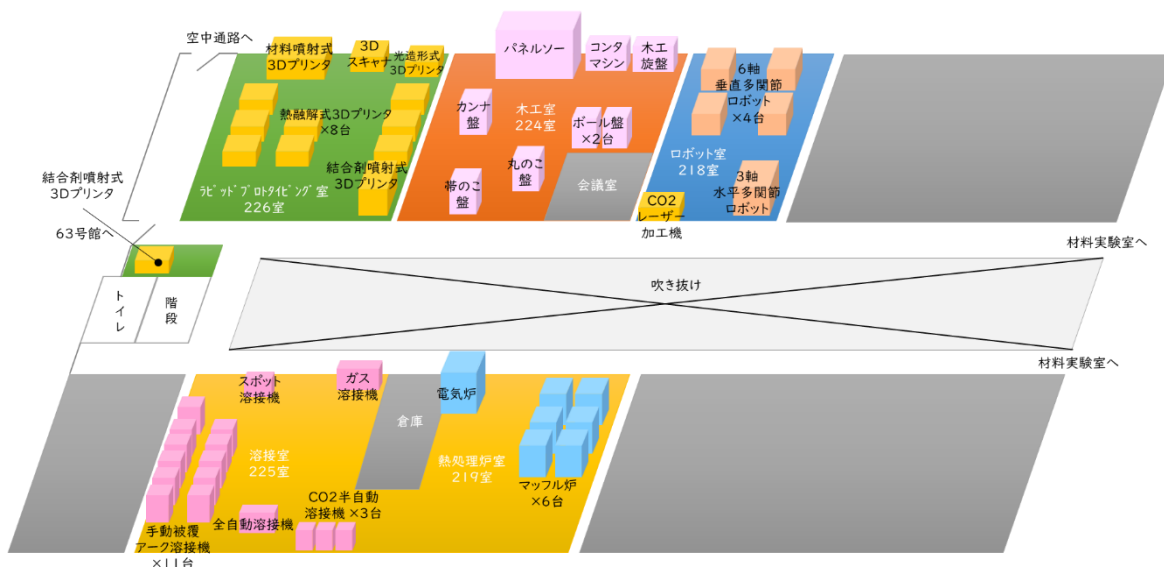 空中通路へ
材料噴射式
3Dプリンタ
3D
スキャナ
光造形式
3Dプリンタ
熱融解式3Dプリンタ
×8台
結合剤噴射式
3Dプリンタ
ラピッドプロトタイピング室
226室
パネルソー
コンタ
マシン
木工
旋盤
カンナ
盤
木工室
224室
ボール盤
×2台
丸のこ
盤
帯のこ
盤
会議室
6軸
垂直多関節
ロボット
×4台
ロボット室
218室
3軸
水平多関節
ロボット
CO2
レーザー
加工機
結合剤噴射式
3Dプリンタ
63号館へ
トイレ
階段
吹き抜け
材料実験室へ
材料実験室へ
スポット
溶接機
ガス
溶接機
倉庫
電気炉
溶接室
225室
熱処理炉室
219室
マッフル炉
×6台
CO2半自動
溶接機 ×3台
全自動溶接機
手動被覆
アーク溶接機
×11台